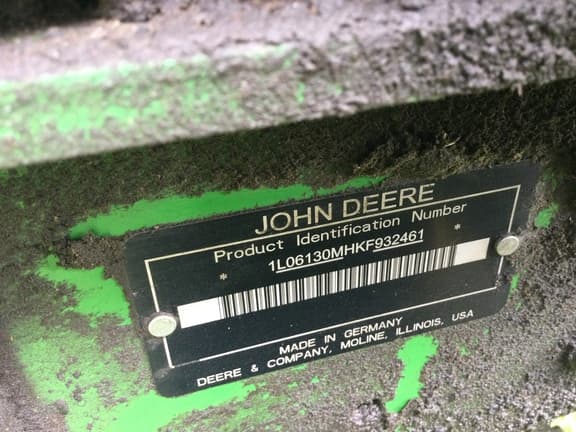 JOHN DEERE
Product Identification Number
* 1L06130MHKF932461 *
MADE IN GERMANY
DEERE & COMPANY, MOLINE, ILLINOIS, USA